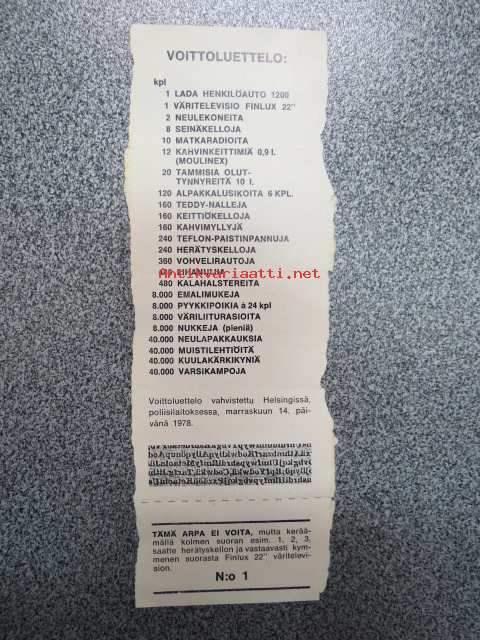 VOITTOLUETTELO:
kpl
1 LADA HENKILÖAUTO 1200
1 VÄRITELEVISIO FINLUX 22"
2 NEULEKONEITA
8 SEINÄKELLOJA
10 MATKARADIOITA
12 KAHVINKEITTIMIÄ 0,9 l.
(MOULINEX)
20 TAMMISIA OLUT-
TYNNYREITÄ 10 l.
120 ALPAKKALUSIKOITA 6 KPL.
160 TEDDY-NALLEJA
160 KEITTIÖKELLOJA
160 KAHVIMYLLYJÄ
240 TEFLON-PAISTINPANNUJA
240 HERÄTYSKELLOJA
360 VOHVELIRAUTOJA
Antikvariaatti.net
480 KALAHALSTEREITA
8.000 EMALIMUKEJA
8.000 PYYKKIPOIKIA à 24 kpl
8.000 VÄRILIITURASIOITA
8.000 NUKKEJA (pieniä)
40.000 NEULAPAKKAUKSIA
40.000 MUISTILEHTIÖITÄ
40.000 KUULAKÄRKIKYNIÄ
40.000 VARSIKAMPOJA
Voittoluettelo vahvistettu Helsingissä,
poliisilaitoksessa, marraskuun 14. päi-
vänä 1978.
TÄMÄ ARPA EI VOITA, mutta kerää-
mällä kolmen suoran esim. 1, 2, 3,
saatte herätyskellon ja vastaavasti kym-
menen suorasta Finlux 22" väritelevi-
sion.
N:o 1